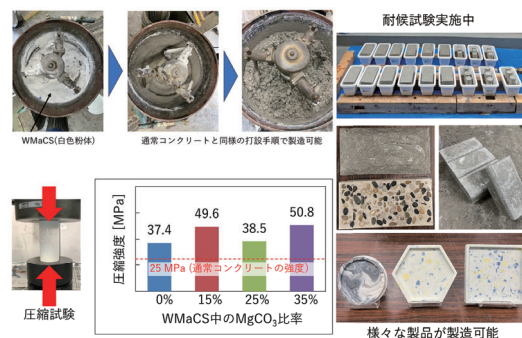 耐候試験実施中
WMaCS(白色粉体)
通常コンクリートと同様の打設手順で製造可能
圧縮強度 [MPa]
37.4
49.6
38.5
50.8
25 MPa (通常コンクリートの強度)
0%
15%
25%
35%
WMaCS中のMgCO₃比率
圧縮試験
様々な製品が製造可能